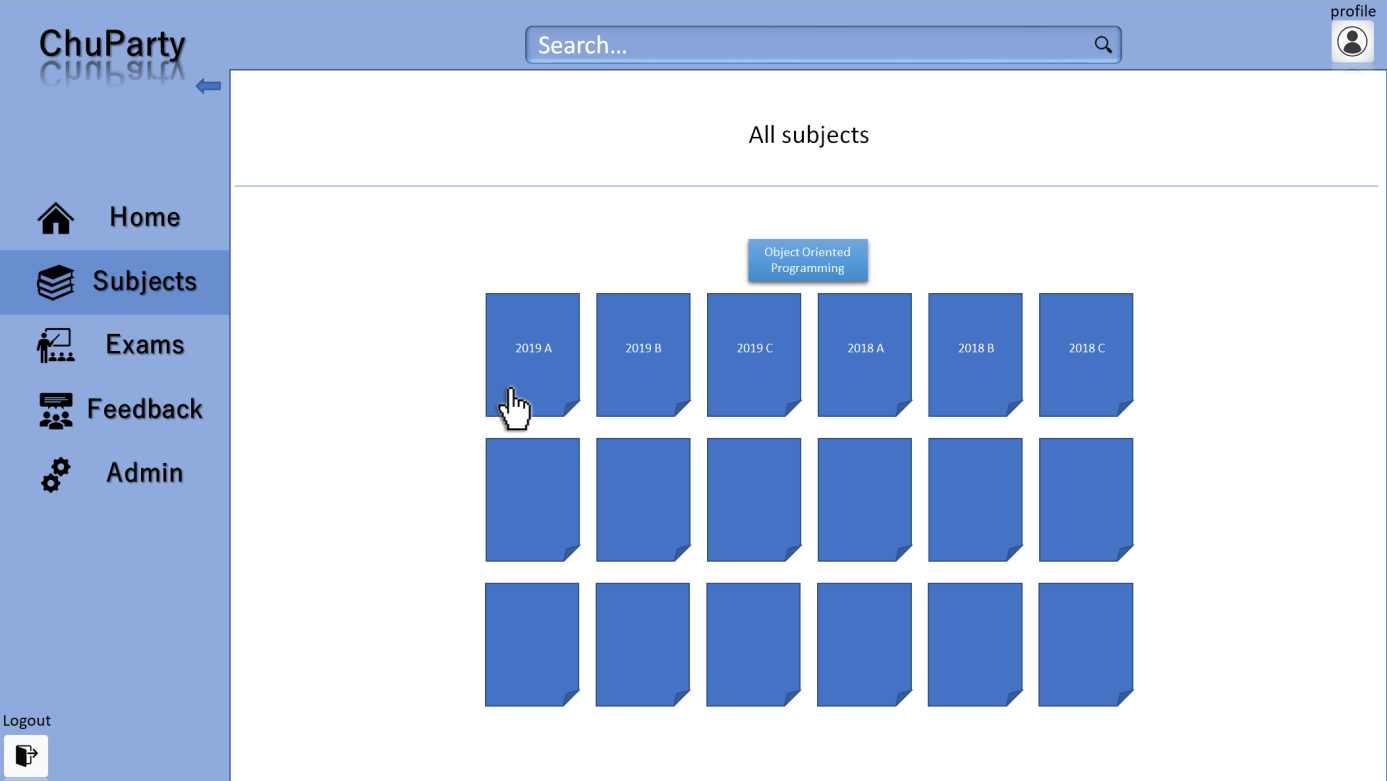 profile
ChuParty
Search...
All subjects
Home
Subjects
Exams
Feedback
Admin
Object Oriented
Programming
2019 A
2019 B
2019 C
2018 A
2018 B
2018 C
Logout